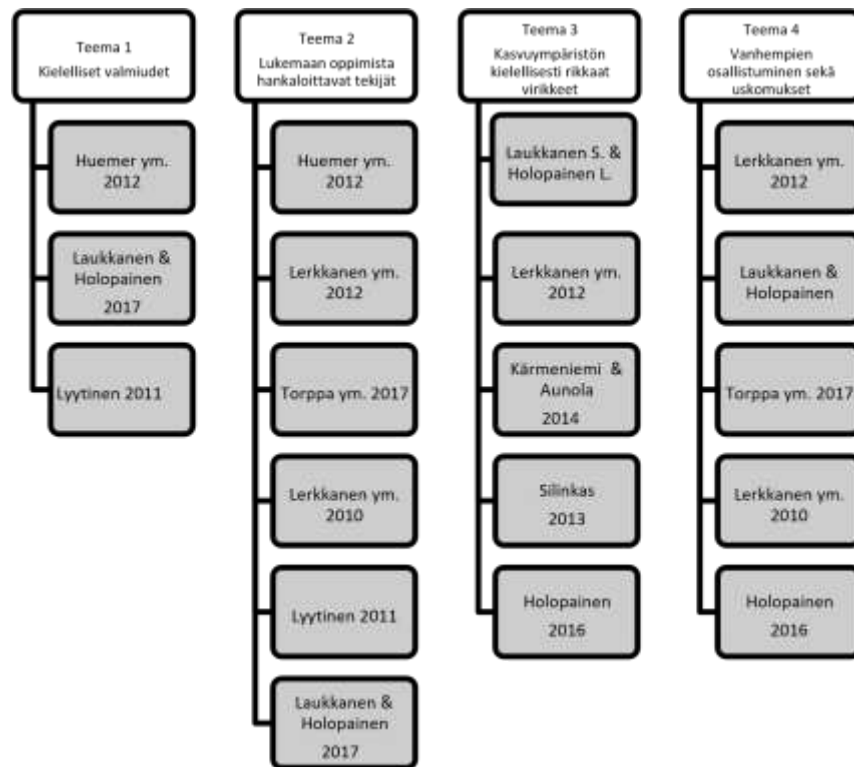 Teema 1
Kielelliset valmiudet
Huemer ym.
2012
Laukkanen &
Holopainen
2017
Lyytinen 2011
Teema 2
Lukemaan oppimista
hankaloittavat tekijät
Huemer ym.
2012
Lerkkanen ym.
2012
Torppa ym. 2017
Lerkkanen ym.
2010
Lyytinen 2011
Laukkanen &
Holopainen
2017
Teema 3
Kasvuympäristön
kielellisesti rikkaat
virikkeet
Laukkanen S. &
Holopainen L.
Lerkkanen ym.
2012
Kärmeniemi &
Aunola
2014
Silinkas
2013
Holopainen
2016
Teema 4
Vanhempien
osallistuminen sekä
uskomukset
Lerkkanen ym.
2012
Laukkanen &
Holopainen
Torppa ym. 2017
Lerkkanen ym.
2010
Holopainen
2016